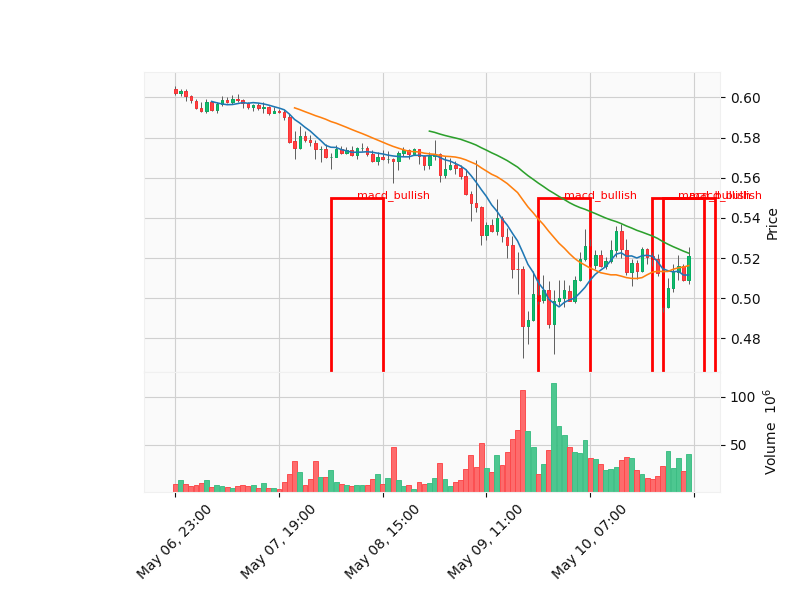 0.60
0.58
0.56
macd_bullish
macd_bullish
macd_bullish
macd_bullish
0.54
0.52
0.50
0.48
Price
100
50
Volume 10^6
May 06, 23:00
May 07, 19:00
May 08, 15:00
May 09, 11:00
May 10, 07:00